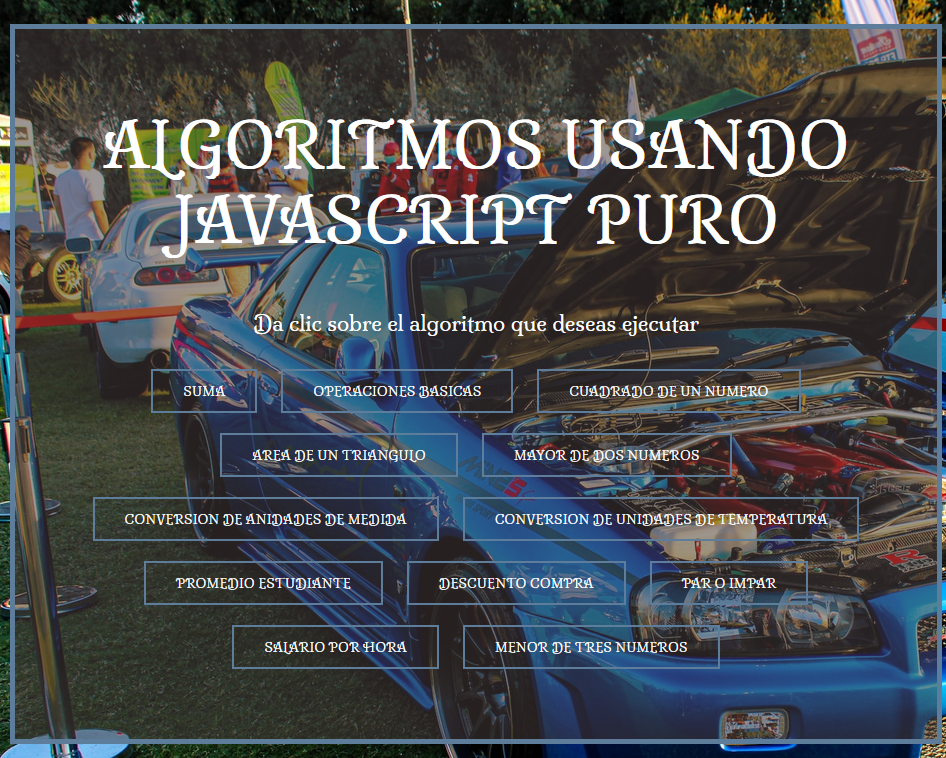 ALGORITMOS USANDO
JAVASCRIPT PURO
Da clic sobre el algoritmo que deseas ejecutar
SUMA
OPERACIONES BASICAS
CUADRADO DE UN NUMERO
AREA DE UN TRIANGULO
MAYOR DE DOS NUMEROS
CONVERSION DE ANIDADES DE MEDIDA
CONVERSION DE UNIDADES DE TEMPERATURA
PROMEDIO ESTUDIANTE
DESCUENTO COMPRA
PAR O IMPAR
SALARIO POR HORA
MENOR DE TRES NUMEROS